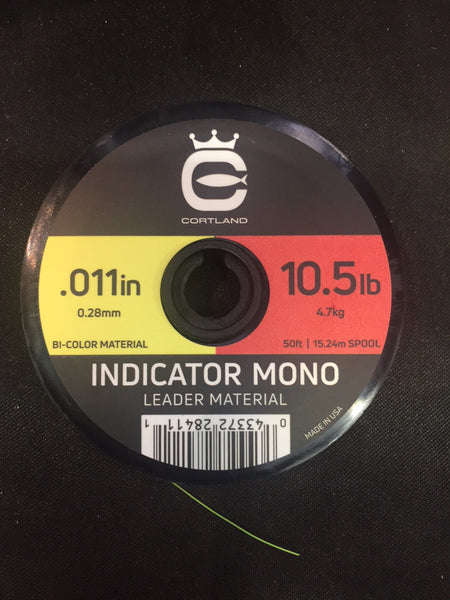 CORTLAND
.011in
0.28mm
BI-COLOR MATERIAL
10.5lb
4.7kg
50ft | 15.24m SPOOL
INDICATOR MONO
LEADER MATERIAL
MADE IN USA
0 43372 28411 1